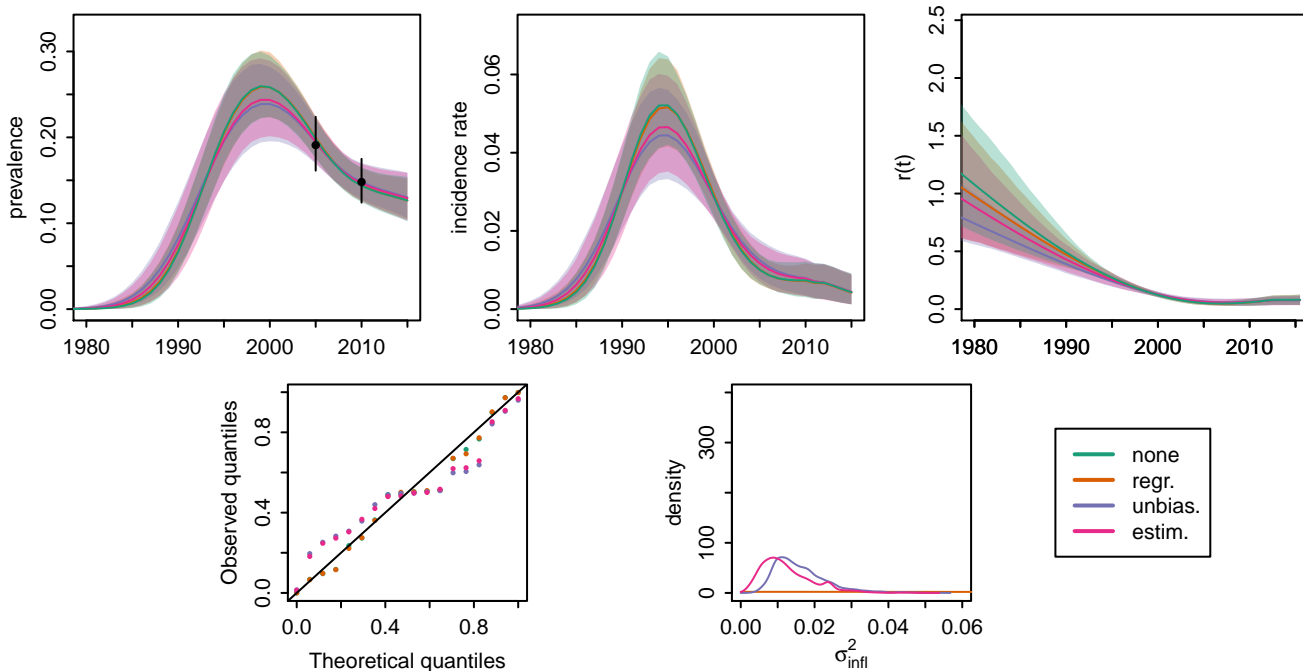 prevalence
0.00 0.10 0.20 0.30
1980 1990 2000 2010
incidence rate
0.00 0.02 0.04 0.06
1980 1990 2000 2010
r(t)
0.0 0.5 1.0 1.5 2.0 2.5
1980 1990 2000 2010
Observed quantiles
0.0 0.4 0.8
0.0 0.4 0.8
Theoretical quantiles
density
0 100 300
0.00 0.02 0.04 0.06
σ²infl
none
regr.
unbias.
estim.